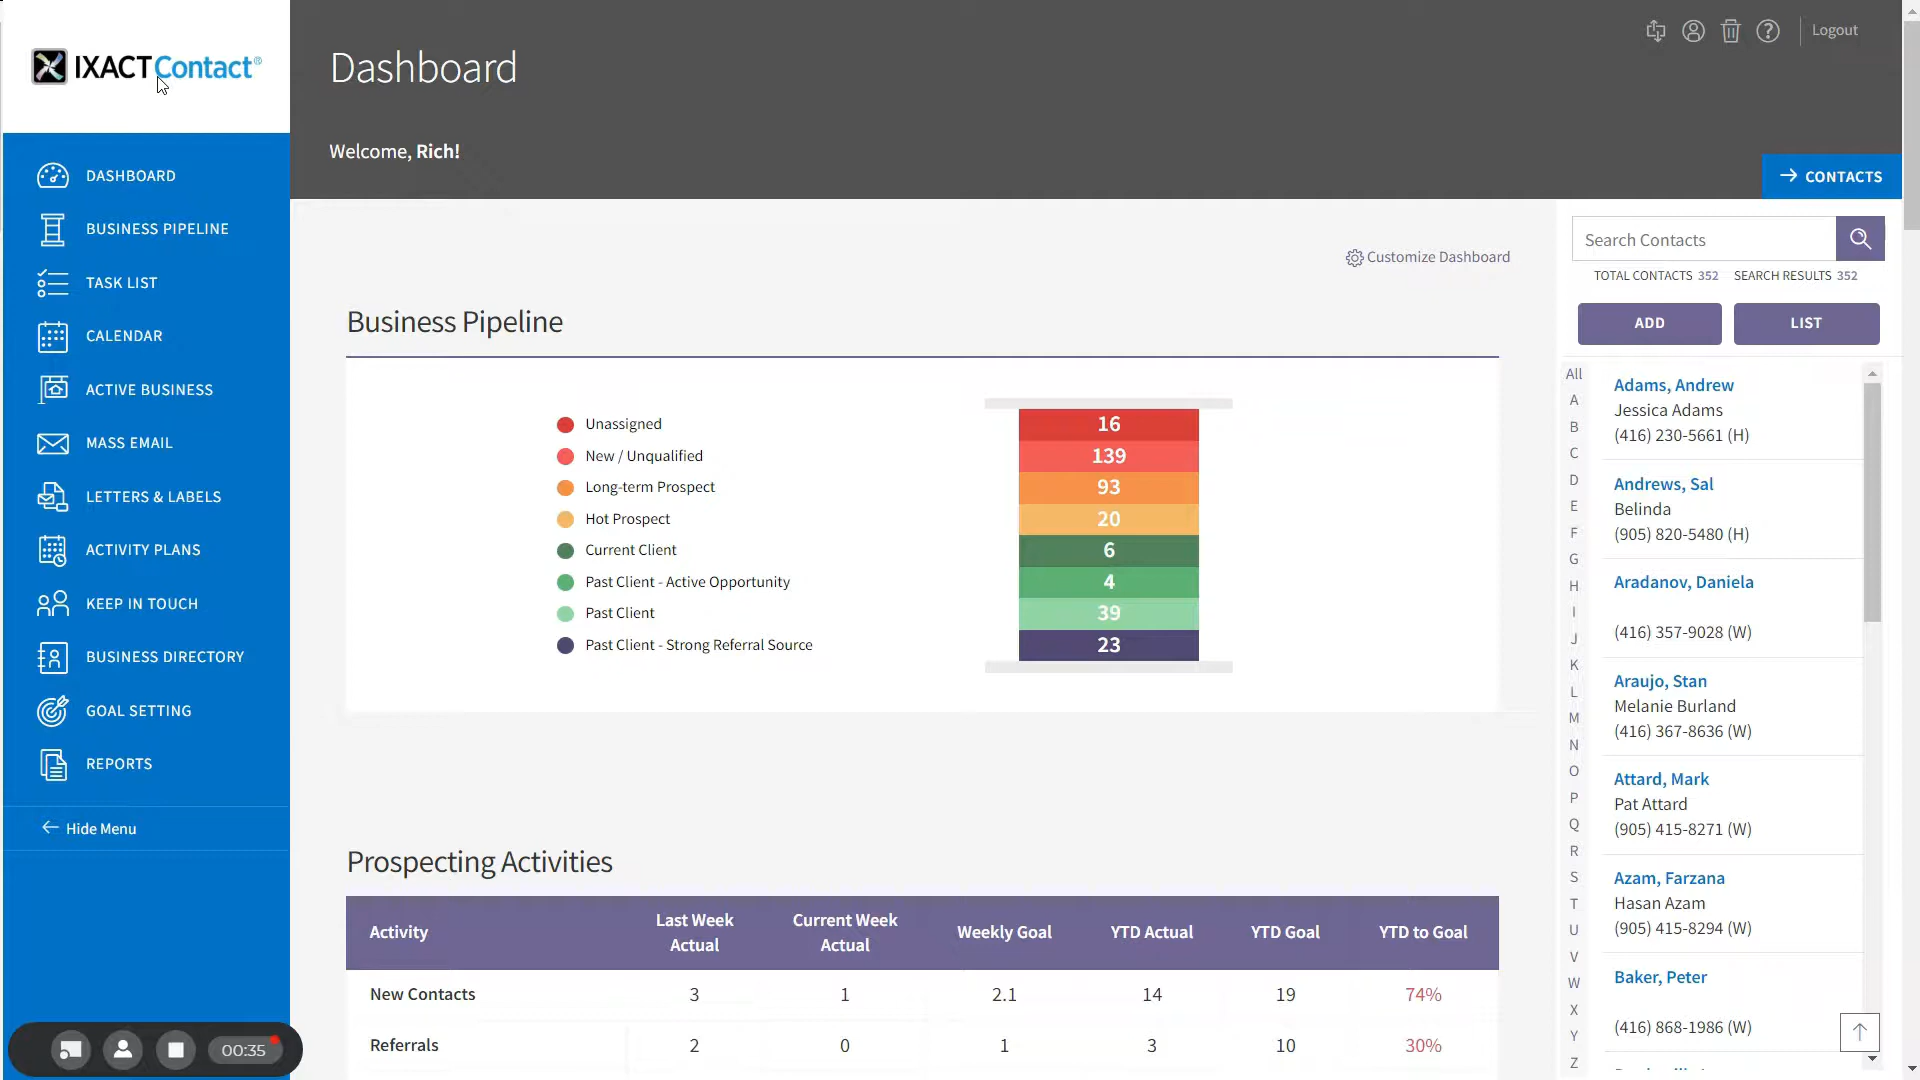 IXACTContact®
Dashboard
Logout
Welcome, Rich!
CONTACTS
DASHBOARD
BUSINESS PIPELINE
TASK LIST
CALENDAR
ACTIVE BUSINESS
MASS EMAIL
LETTERS & LABELS
ACTIVITY PLANS
KEEP IN TOUCH
BUSINESS DIRECTORY
GOAL SETTING
REPORTS
Hide Menu
00:35
Customize Dashboard
Business Pipeline
Unassigned 16
New / Unqualified 139
Long-term Prospect 93
Hot Prospect 20
Current Client 6
Past Client - Active Opportunity 4
Past Client 39
Past Client - Strong Referral Source 23
Prospecting Activities
Activity Last Week Actual Current Week Actual Weekly Goal YTD Actual YTD Goal YTD to Goal
New Contacts 3 1 2.1 14 19 74%
Referrals 2 0 1 3 10 30%
Search Contacts
TOTAL CONTACTS 352 SEARCH RESULTS 352
ADD LIST
All
A
B
C
D
E
F
G
H
I
J
K
L
M
N
O
P
Q
R
S
T
U
V
W
X
Y
Z
Adams, Andrew
Jessica Adams
(416) 230-5661 (H)
Andrews, Sal
Belinda
(905) 820-5480 (H)
Aradanov, Daniela
(416) 357-9028 (W)
Araujo, Stan
Melanie Burland
(416) 367-8636 (W)
Attard, Mark
Pat Attard
(905) 415-8271 (W)
Azam, Farzana
Hasan Azam
(905) 415-8294 (W)
Baker, Peter
(416) 868-1986 (W)